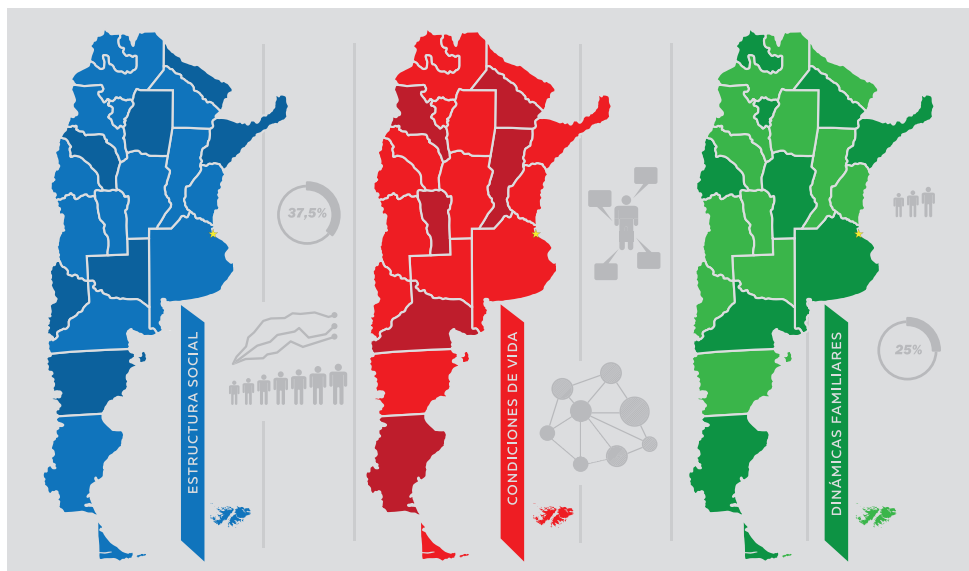 37,5%
ESTRUCTURA SOCIAL
CONDICIONES DE VIDA
25%
DINÁMICAS FAMILIARES